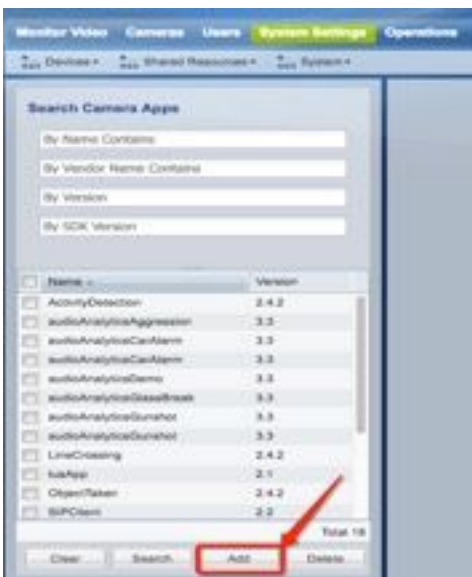 Monitor Video Cameras Users System Settings Operations
Devices Shared Resources System
Search Camera Apps
By Name Contains
By Vendor Name Contains
By Version
By SDK Version
Name Version
ActivityDetection 2.4.2
audioAnalyticsAggression 3.3
audioAnalyticsCarAlarm 3.3
audioAnalyticsCarAlarm 3.3
audioAnalyticsDemo 3.3
audioAnalyticsGlassBreak 3.3
audioAnalyticsGunshot 3.3
audioAnalyticsGunshot 3.3
LineCrossing 2.4.2
luaApp 2.1
ObjectTaken 2.4.2
SIPClient 2.2
Total 18
Clear Search Add Delete